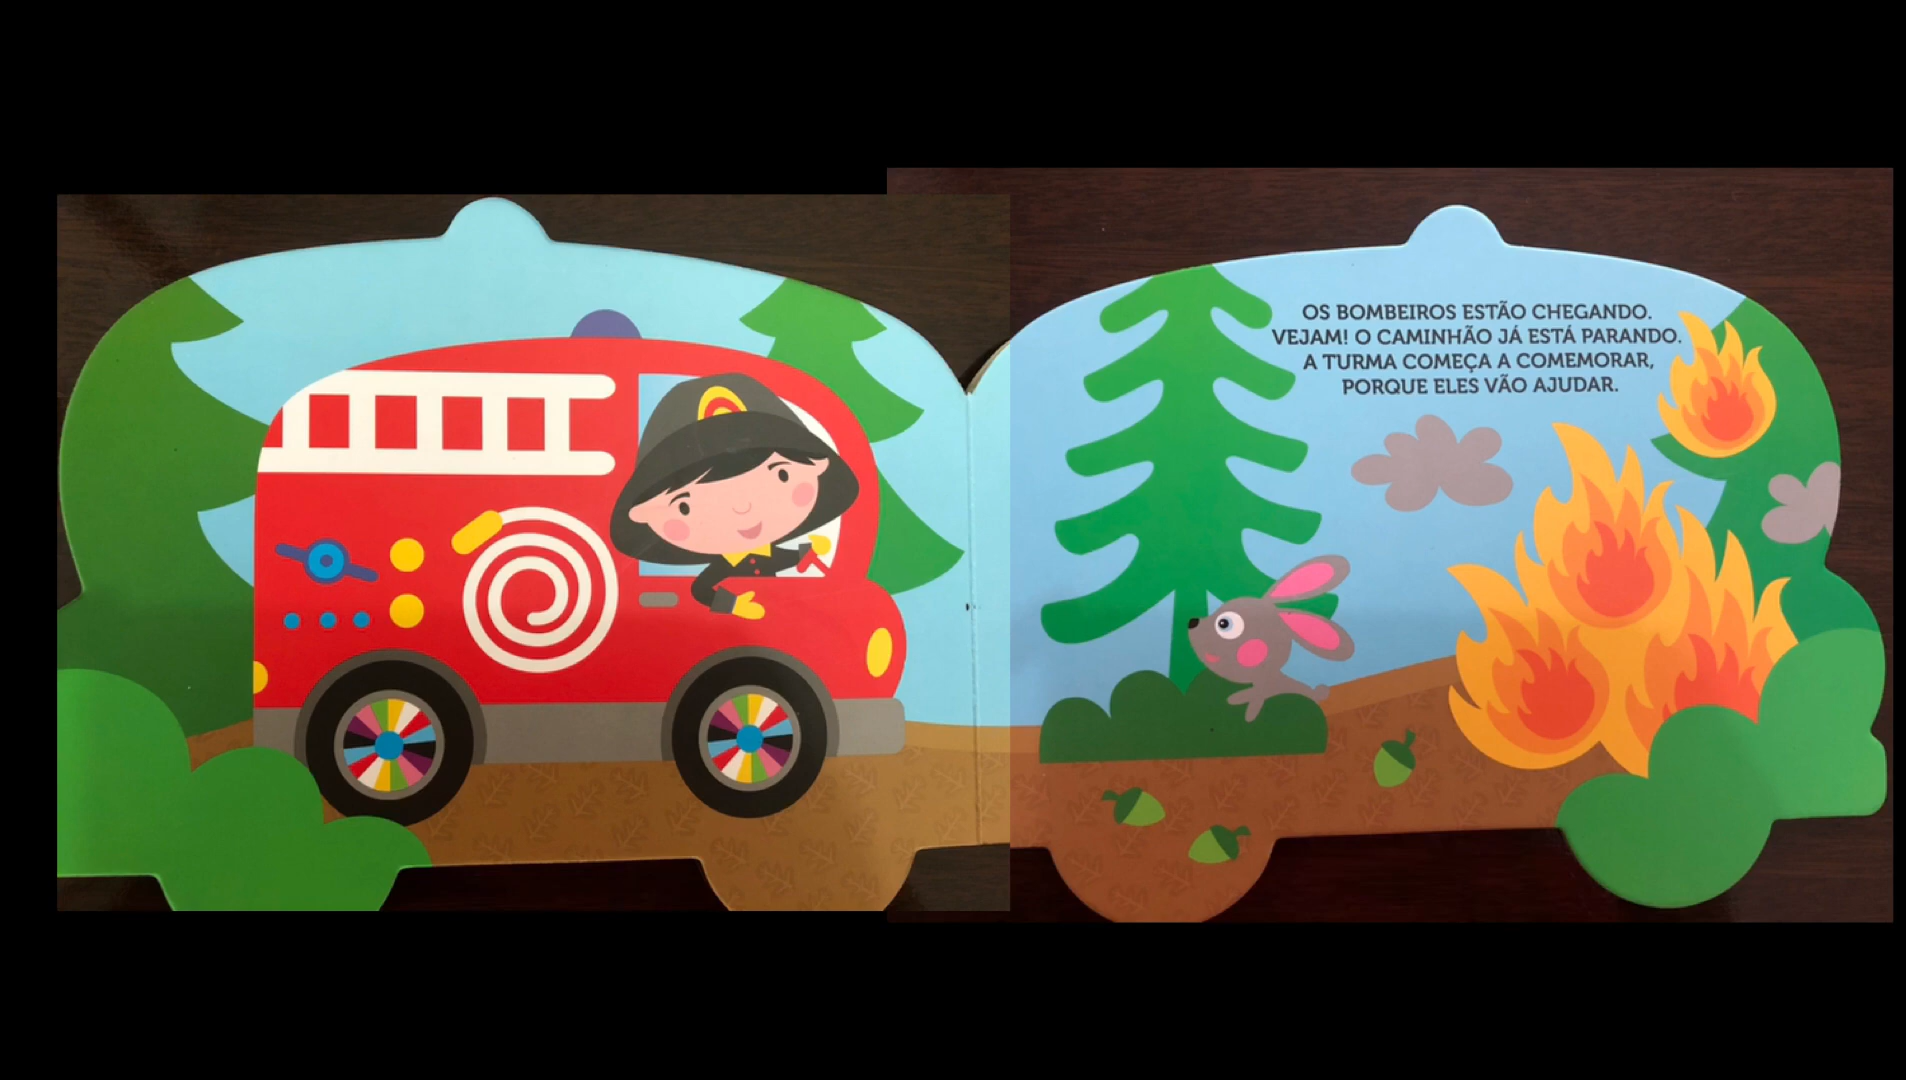 OS BOMBEIROS ESTÃO CHEGANDO.
VEJAM! O CAMINHÃO JÁ ESTÁ PARANDO.
A TURMA COMEÇA A COMEMORAR,
PORQUE ELES VÃO AJUDAR.